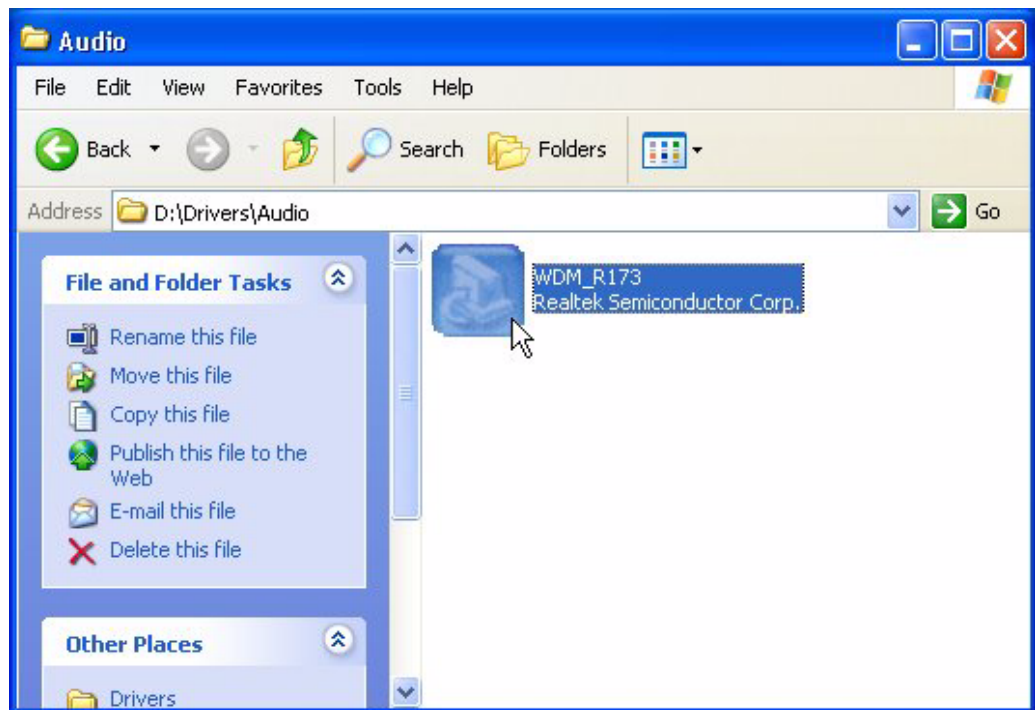 Audio
File Edit View Favorites Tools Help
Back Search Folders
Address D:\Drivers\Audio Go
File and Folder Tasks
Rename this file
Move this file
Copy this file
Publish this file to the
Web
E-mail this file
Delete this file
Other Places
Drivers
WDM_R173
Realtek Semiconductor Corp.